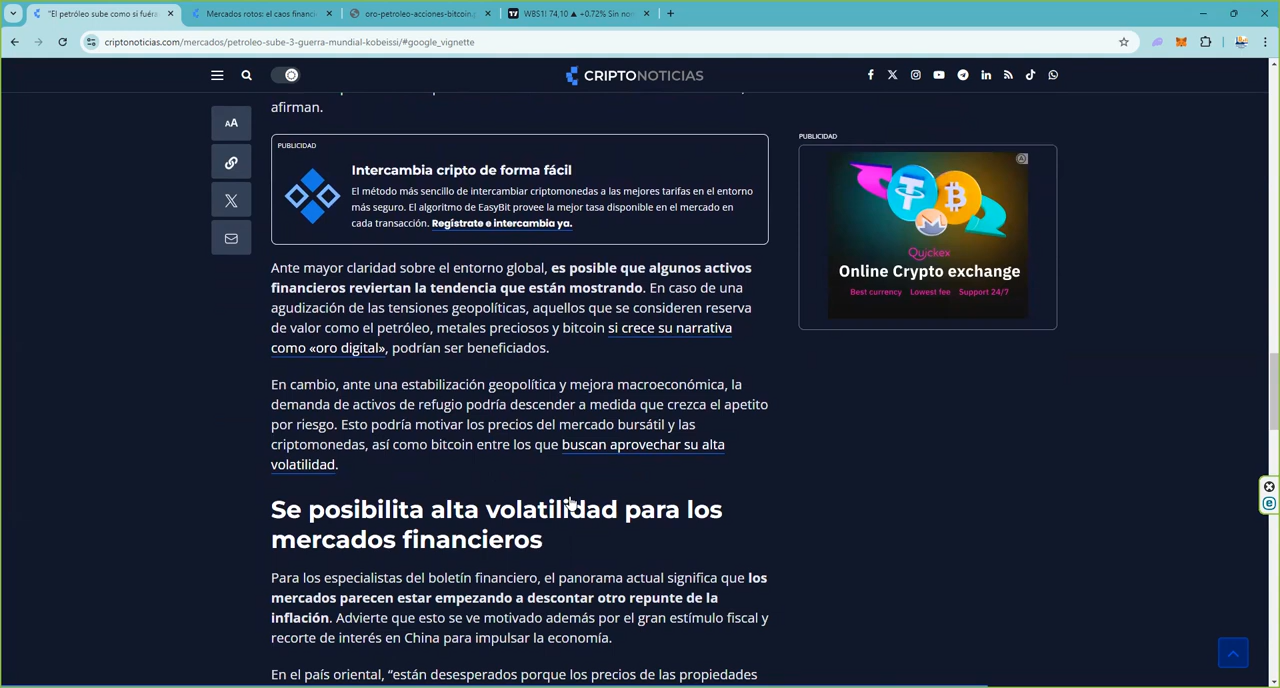 "El petróleo sube como si fuéra
Mercados rotos: el caos financi
oro-petroleo-acciones-bitcoin.
WBS1! 74,10 ▲ +0.72% Sin nom
criptonoticias.com/mercados/petroleo-sube-3-guerra-mundial-kobeissi/#google_vignette
CRIPTONOTICIAS
afirman.
AA
PUBLICIDAD
Intercambia cripto de forma fácil
El método más sencillo de intercambiar criptomonedas a las mejores tarifas en el entorno
más seguro. El algoritmo de EasyBit provee la mejor tasa disponible en el mercado en
cada transacción. Regístrate e intercambia ya.
PUBLICIDAD
Quickex
Online Crypto exchange
Best currency Lowest fee Support 24/7
Ante mayor claridad sobre el entorno global, es posible que algunos activos
financieros reviertan la tendencia que están mostrando. En caso de una
agudización de las tensiones geopolíticas, aquellos que se consideren reserva
de valor como el petróleo, metales preciosos y bitcoin si crece su narrativa
como «oro digital», podrían ser beneficiados.
En cambio, ante una estabilización geopolítica y mejora macroeconómica, la
demanda de activos de refugio podría descender a medida que crezca el apetito
por riesgo. Esto podría motivar los precios del mercado bursátil y las
criptomonedas, así como bitcoin entre los que buscan aprovechar su alta
volatilidad.
Se posibilita alta volatilidad para los
mercados financieros
Para los especialistas del boletín financiero, el panorama actual significa que los
mercados parecen estar empezando a descontar otro repunte de la
inflación. Advierte que esto se ve motivado además por el gran estímulo fiscal y
recorte de interés en China para impulsar la economía.
En el país oriental, “están desesperados porque los precios de las propiedades